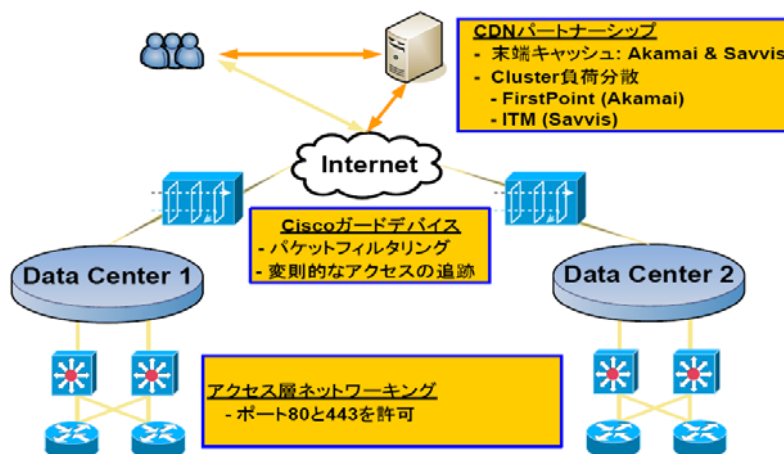 CDNパートナーシップ
- 末端キャッシュ: Akamai & Savvis
- Cluster負荷分散
- FirstPoint (Akamai)
- ITM (Savvis)
Internet
Ciscoガードデバイス
- パケットフィルタリング
- 変則的なアクセスの追跡
Data Center 1
Data Center 2
アクセス層ネットワーキング
- ポート80と443を許可